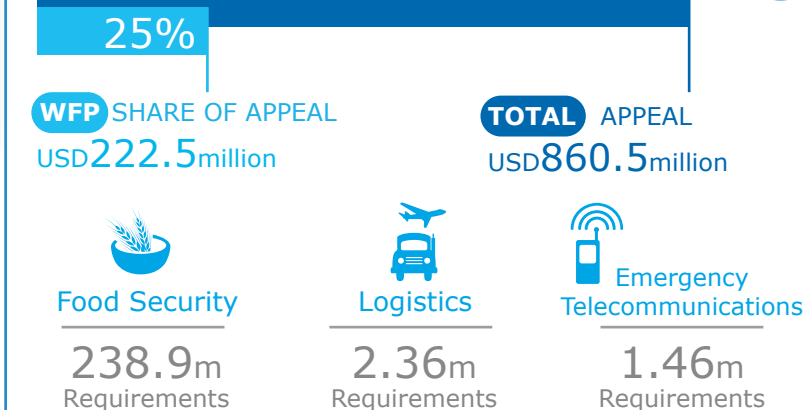 25%
WFP SHARE OF APPEAL
USD222.5million
TOTAL APPEAL
USD860.5million
Food Security
238.9m
Requirements
Logistics
2.36m
Requirements
Emergency
Telecommunications
1.46m
Requirements